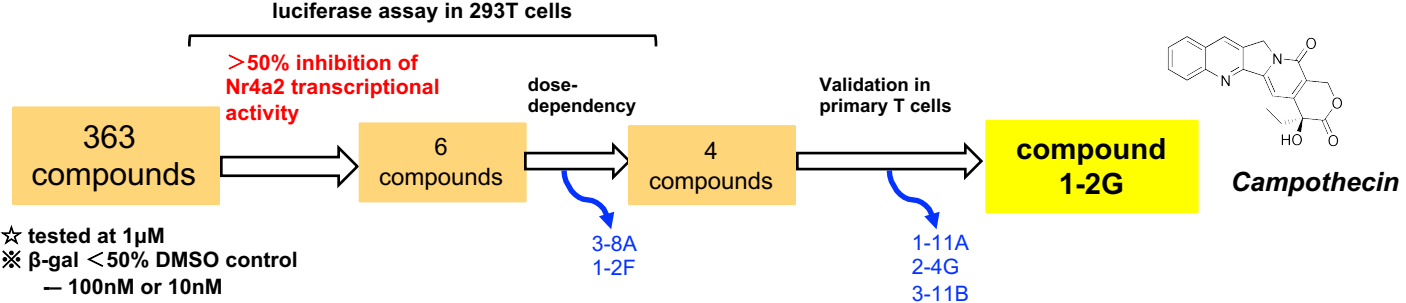 luciferase assay in 293T cells
>50% inhibition of
Nr4a2 transcriptional
activity
dose-
dependency
Validation in
primary T cells
363
compounds
6
compounds
4
compounds
compound
1-2G
N
N
O
O
O
HO
Campothecin
☆ tested at 1μM
※ β-gal <50% DMSO control
— 100nM or 10nM
3-8A
1-2F
1-11A
2-4G
3-11B